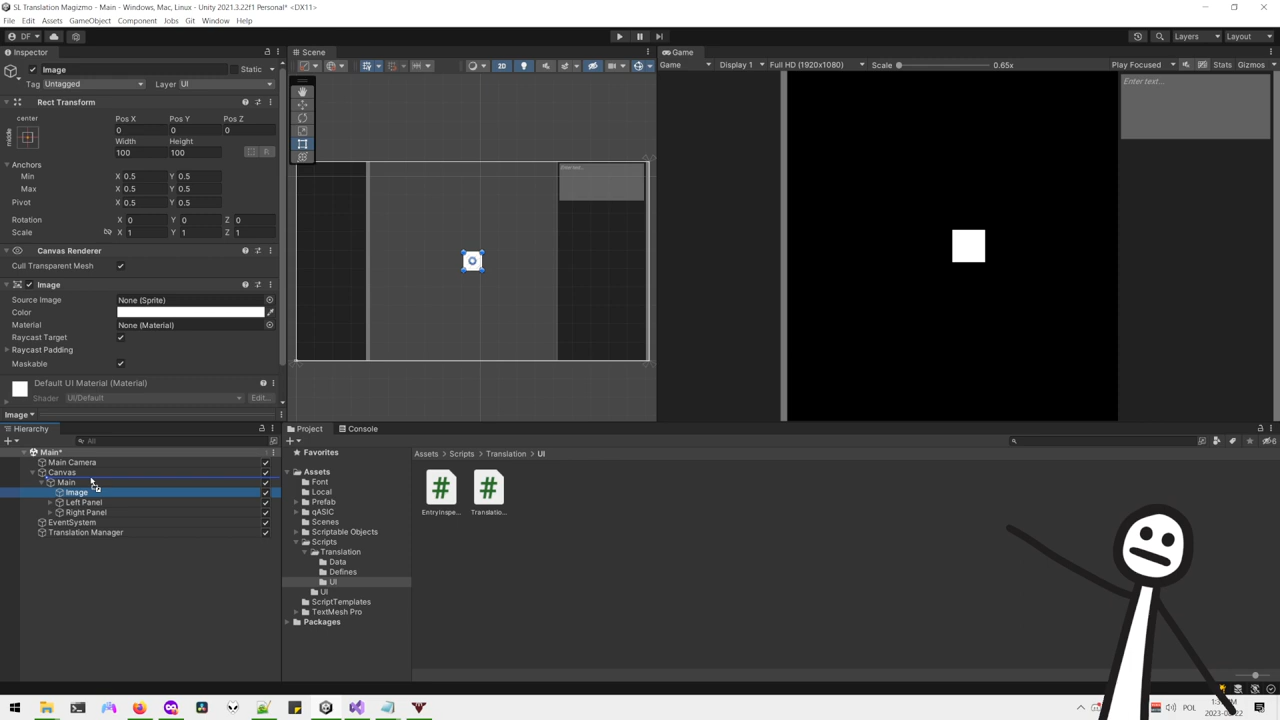 SL Translation Magizmo - Main - Windows, Mac, Linux - Unity 2021.3.22f1 Personal* <DX11>
File Edit Assets GameObject Component Jobs Git Window Help
DF
Layers Layout
Inspector
Scene
Game
Image Static
Tag Untagged Layer UI
2D
Game Display 1 Full HD (1920x1080) Scale 0.65x Play Focused Stats Gizmos
Rect Transform
Enter text...
center Pos X Pos Y Pos Z
middle 0 0 0
Width Height
100 100
Anchors
Min X 0.5 Y 0.5
Max X 0.5 Y 0.5
Pivot X 0.5 Y 0.5
Rotation X 0 Y 0 Z 0
Scale X 1 Y 1 Z 1
Enter text...
Canvas Renderer
Cull Transparent Mesh
Image
Source Image None (Sprite)
Color
Material None (Material)
Raycast Target
Raycast Padding
Maskable
Default UI Material (Material)
Shader UI/Default Edit...
Image
Hierarchy
Project Console
All
6
Main*
Main Camera
Canvas
Main
Image
Left Panel
Right Panel
EventSystem
Translation Manager
Favorites
Assets
Font
Local
Prefab
qASIC
Scenes
Scriptable Objects
Scripts
Translation
Data
Defines
UI
UI
ScriptTemplates
TextMesh Pro
Packages
Assets Scripts Translation UI
# #
EntryInspe... Translatio...
POL